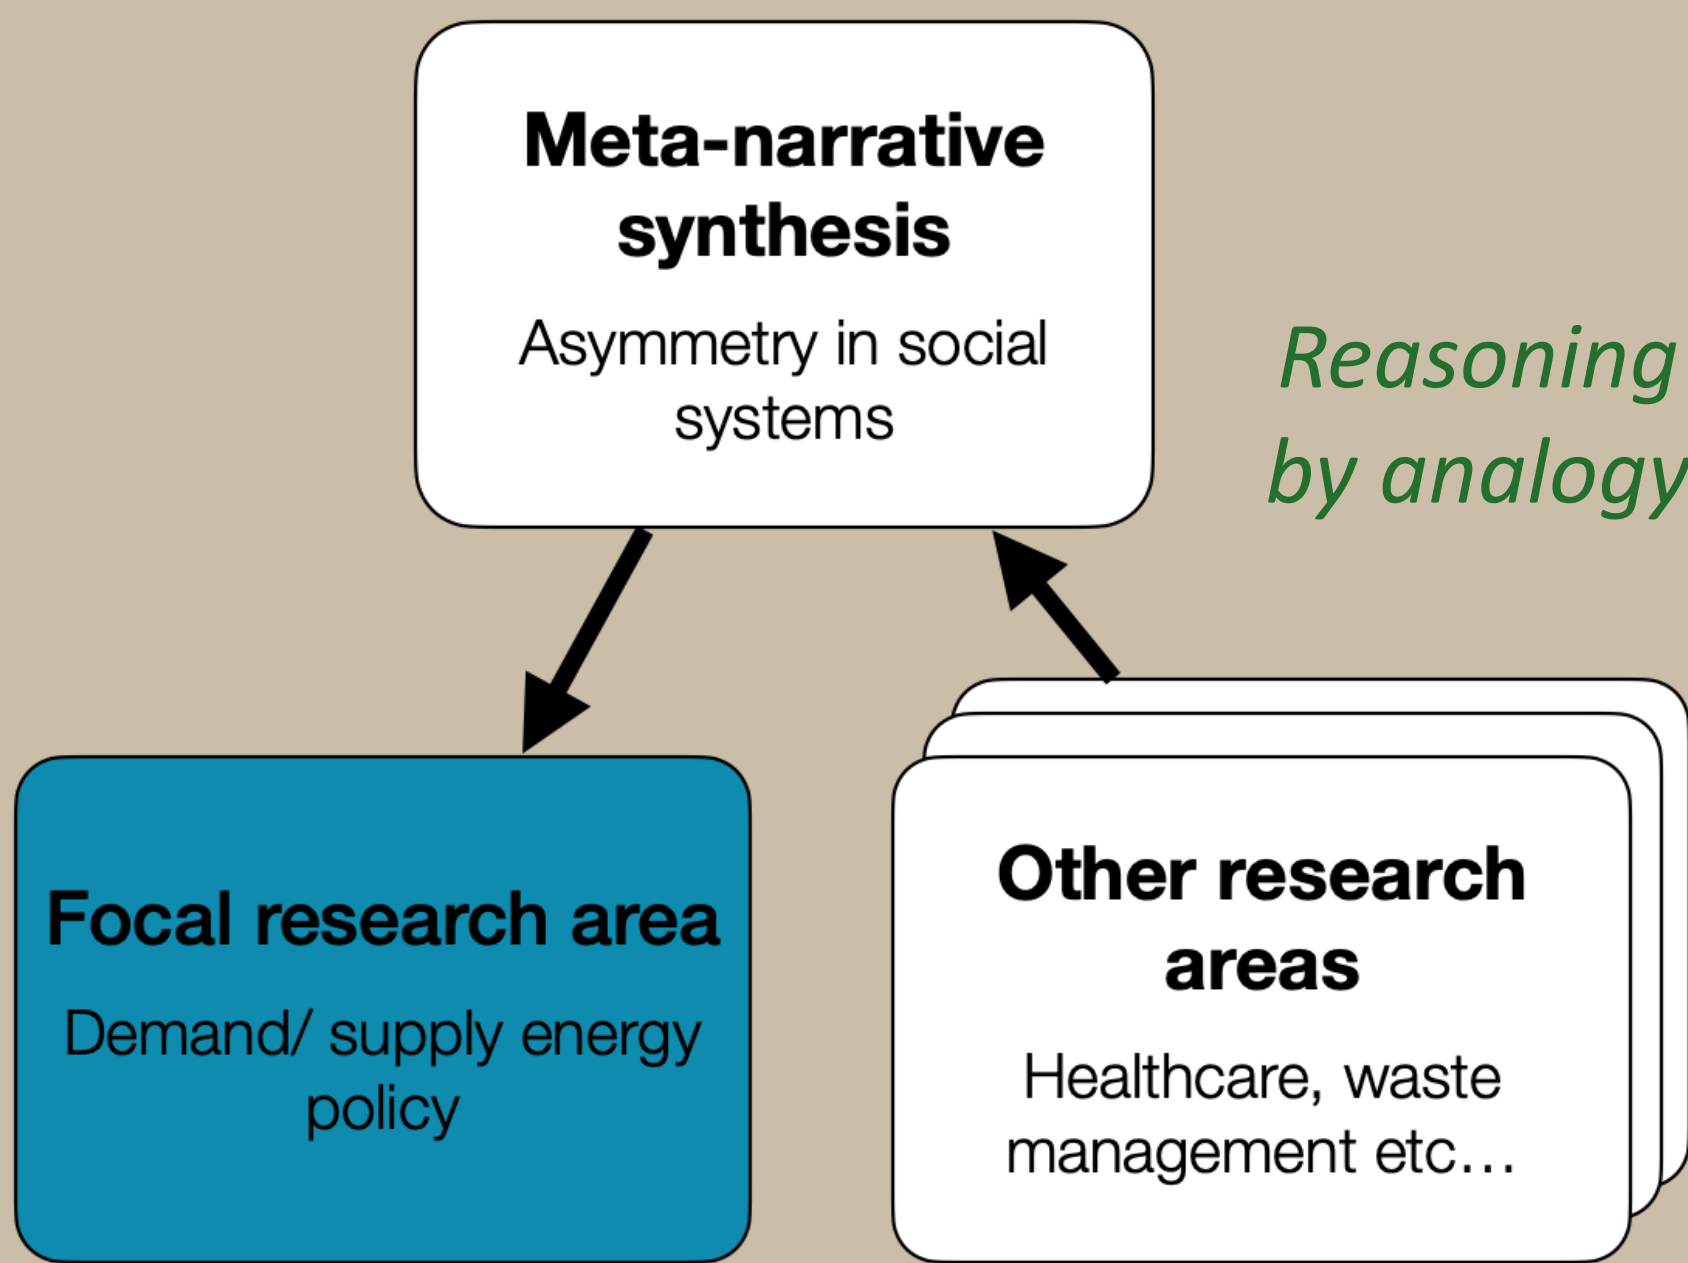 Meta-narrative
synthesis
Asymmetry in social
systems
Reasoning
by analogy
Focal research area
Demand/ supply energy
policy
Other research
areas
Healthcare, waste
management etc…